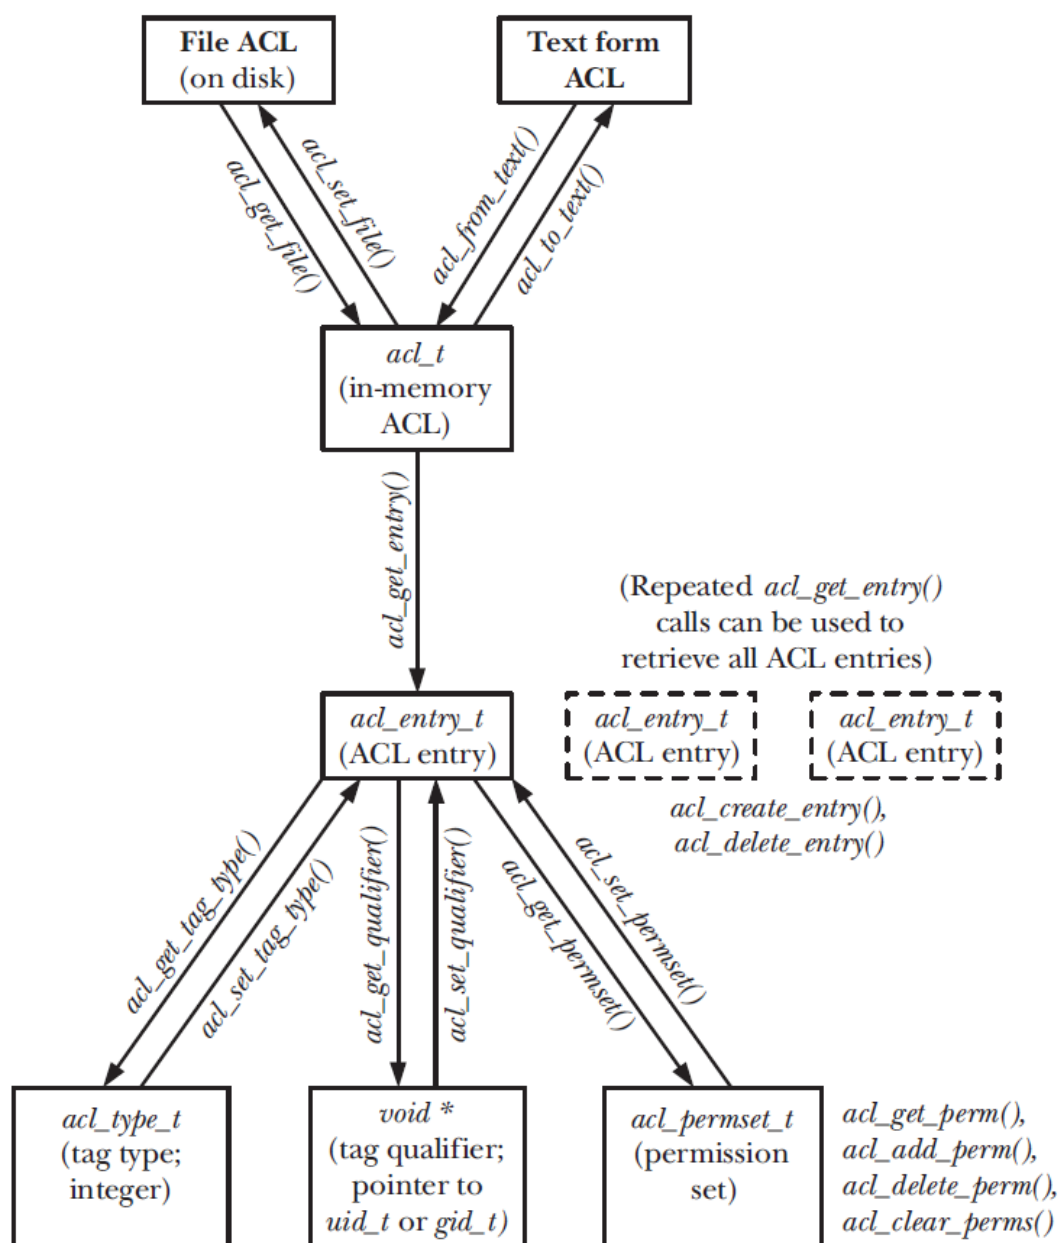 File ACL
(on disk)
Text form
ACL
acl_get_file()
acl_set_file()
acl_from_text()
acl_to_text()
acl_t
(in-memory
ACL)
acl_get_entry()
(Repeated acl_get_entry()
calls can be used to
retrieve all ACL entries)
acl_entry_t
(ACL entry)
acl_entry_t
(ACL entry)
acl_entry_t
(ACL entry)
acl_create_entry(),
acl_delete_entry()
acl_get_tag_type()
acl_set_tag_type()
acl_get_qualifier()
acl_set_qualifier()
acl_get_permset()
acl_set_permset()
acl_type_t
(tag type;
integer)
void *
(tag qualifier;
pointer to
uid_t or gid_t)
acl_permset_t
(permission
set)
acl_get_perm(),
acl_add_perm(),
acl_delete_perm(),
acl_clear_perms()